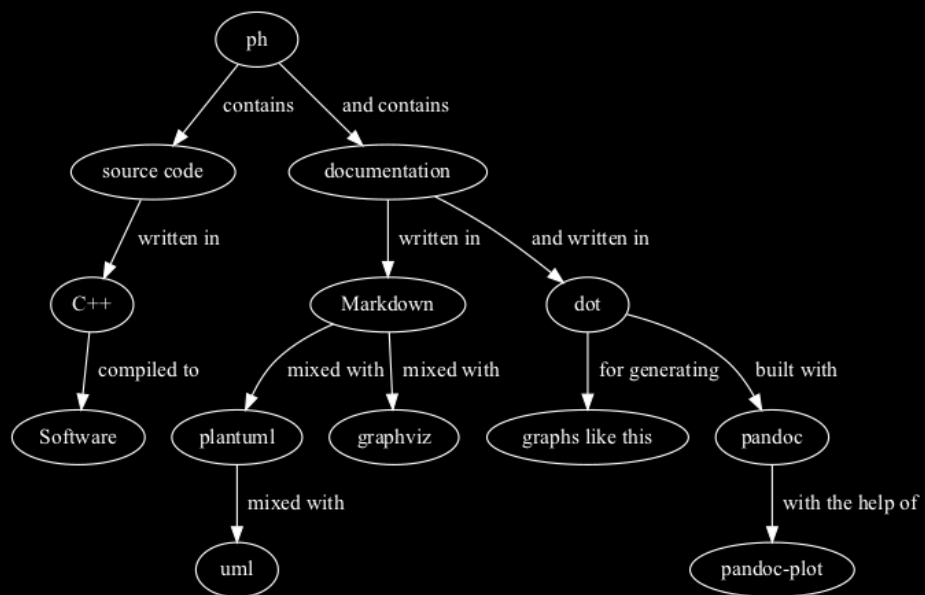 ph
contains
and contains
source code
documentation
written in
written in
and written in
C++
Markdown
dot
compiled to
mixed with
mixed with
for generating
built with
Software
plantuml
graphviz
graphs like this
pandoc
mixed with
with the help of
uml
pandoc-plot